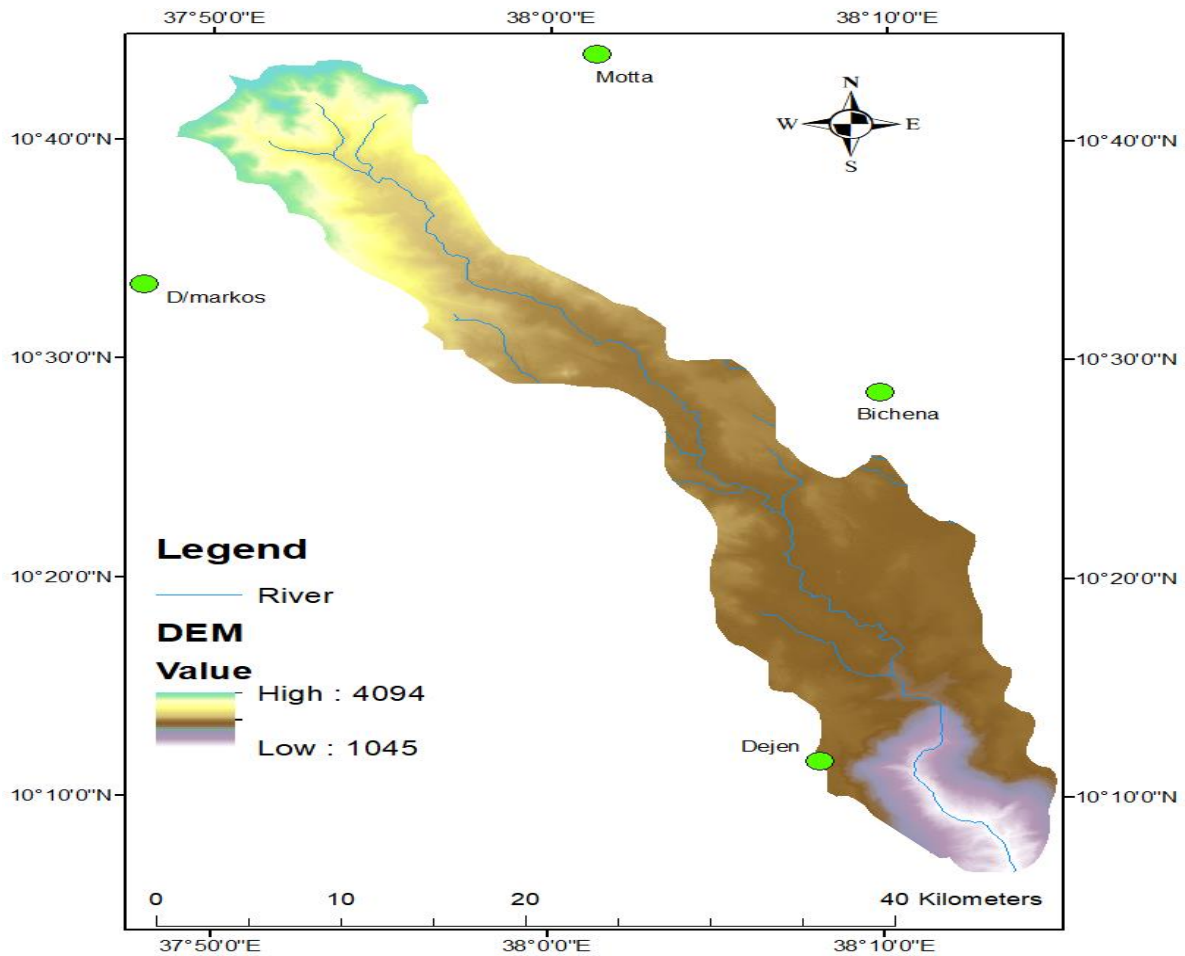 37°50'0"E 38°0'0"E 38°10'0"E
Motta
N
W E
S
10°40'0"N 10°40'0"N
D/markos
10°30'0"N 10°30'0"N
Bichena
Legend
10°20'0"N 10°20'0"N
River
DEM
Value
High : 4094
Low : 1045
Dejen
10°10'0"N 10°10'0"N
0 10 20 40 Kilometers
37°50'0"E 38°0'0"E 38°10'0"E